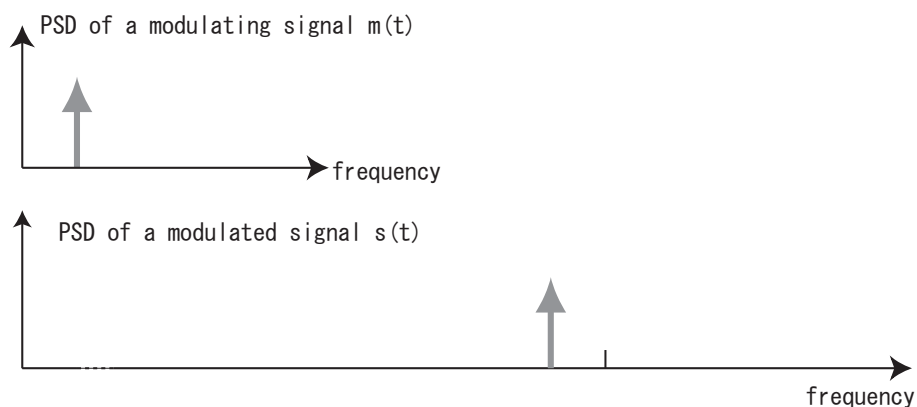 PSD of a modulating signal m(t)
frequency
PSD of a modulated signal s(t)
frequency